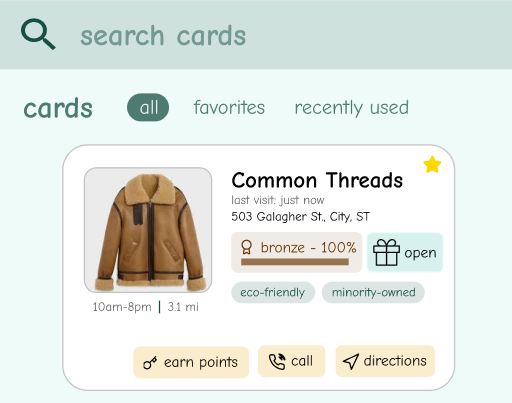 search cards
cards all favorites recently used
Common Threads
last visit: just now
503 Galagher St., City, ST
bronze - 100% open
eco-friendly minority-owned
10am-8pm | 3.1 mi
earn points call directions